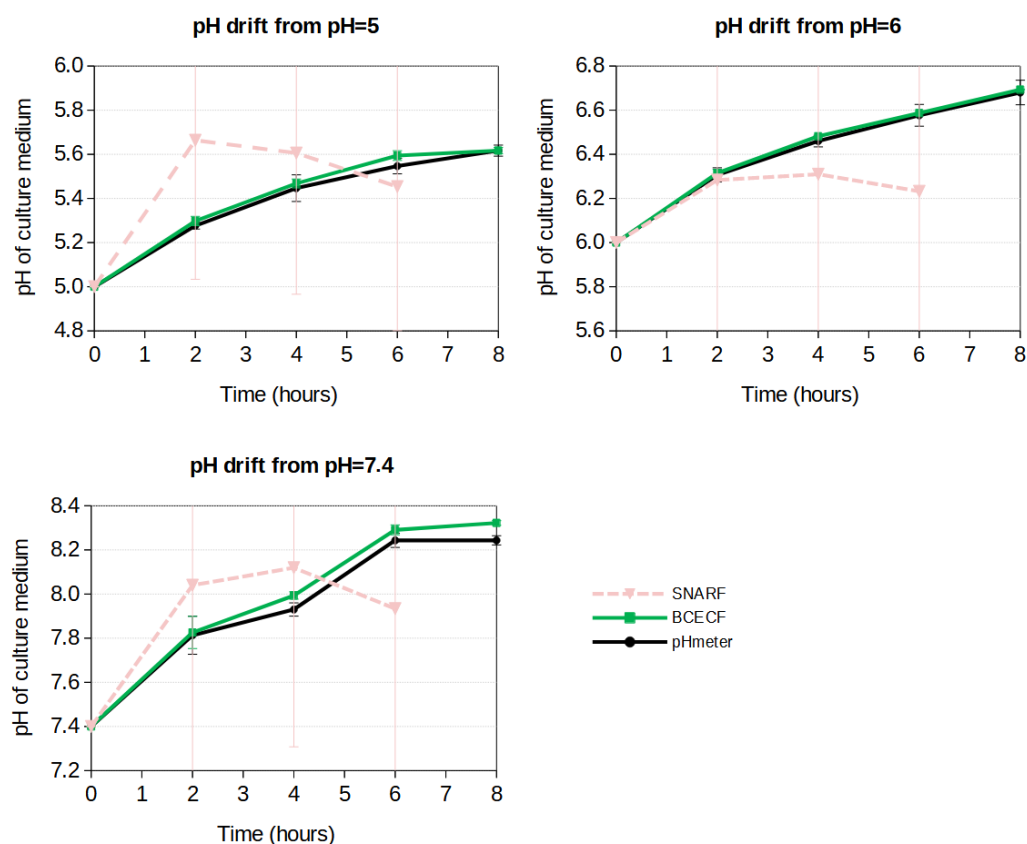 pH drift from pH=5
pH of culture medium
6.0
5.8
5.6
5.4
5.2
5.0
4.8
0 1 2 3 4 5 6 7 8
Time (hours)
pH drift from pH=6
pH of culture medium
6.8
6.6
6.4
6.2
6.0
5.8
5.6
0 1 2 3 4 5 6 7 8
Time (hours)
pH drift from pH=7.4
pH of culture medium
8.4
8.2
8.0
7.8
7.6
7.4
7.2
0 1 2 3 4 5 6 7 8
Time (hours)
SNARF
BCECF
pHmeter